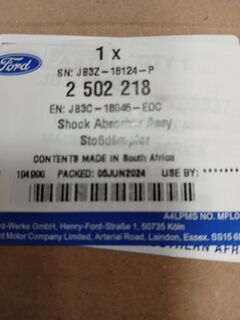 Ford
1 x
SN: JB3Z-18124-P
2 502 218
EN: JB3C-18045-EDC
Shock Absorber Assy
Stoßdämpfer
CONTENTS MADE IN South Africa
104990 PACKED: 05JUN2024 USE BY:
Ford-Werke GmbH, Henry-Ford-Straße 1, 50735 Köln
Ford Motor Company Limited, Arterial Road, Laindon, Essex. SS15
A4LPMS NO. MFL0